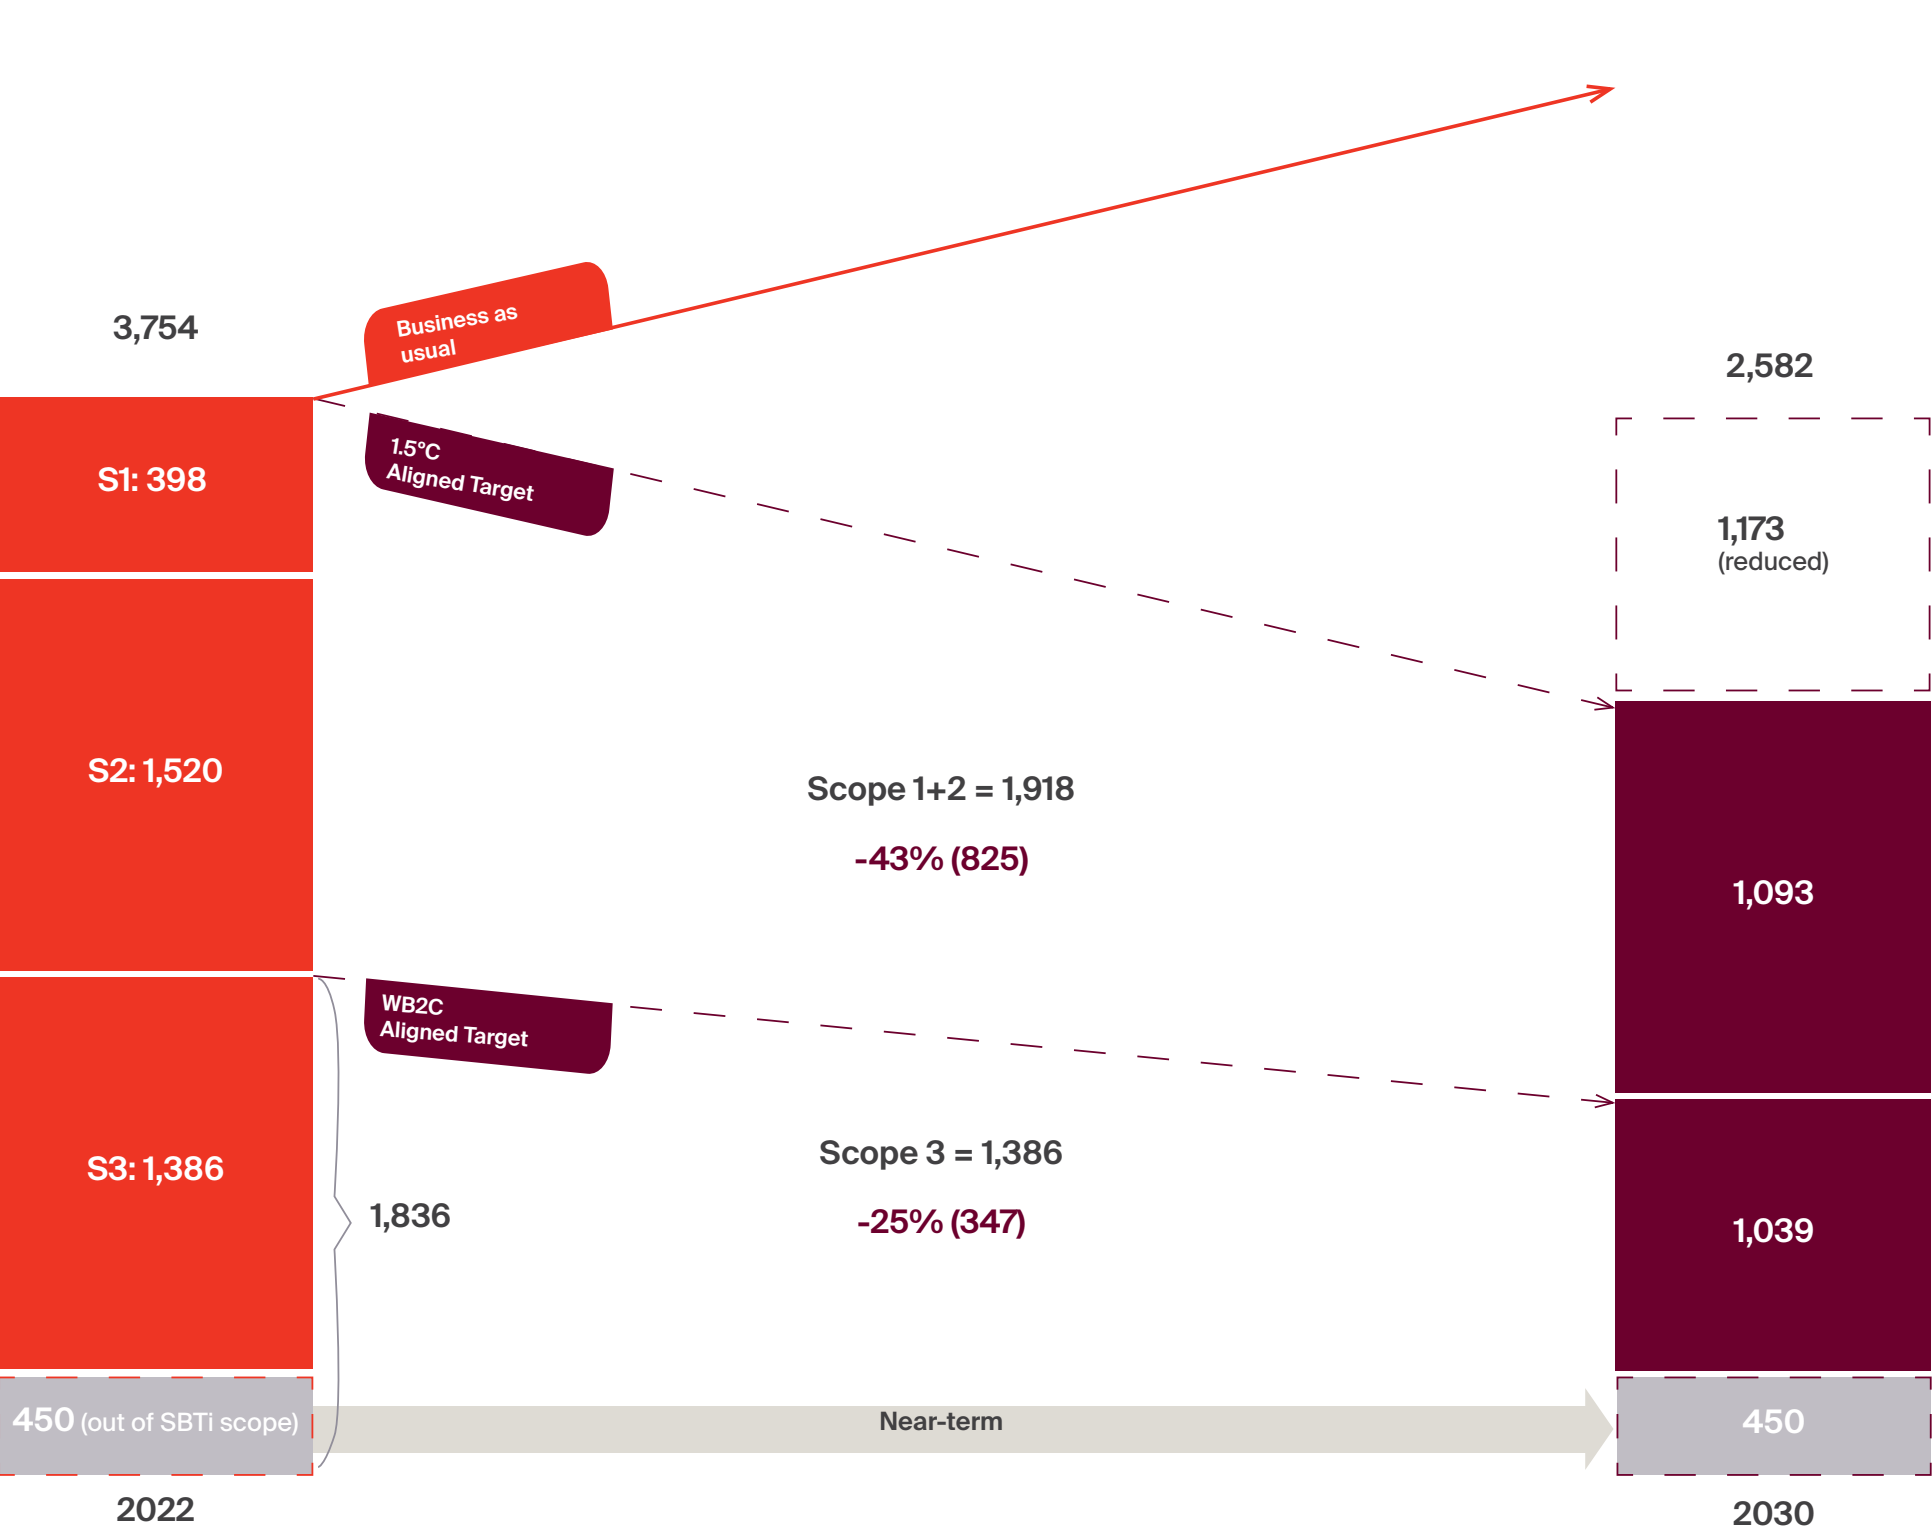 3,754
Business as
usual
2,582
S1: 398
1.5°C
Aligned Target
1,173
(reduced)
S2: 1,520
Scope 1+2 = 1,918
-43% (825)
1,093
WB2C
Aligned Target
S3: 1,386
Scope 3 = 1,386
1,836
-25% (347)
1,039
450 (out of SBTi scope)
Near-term
450
2022
2030